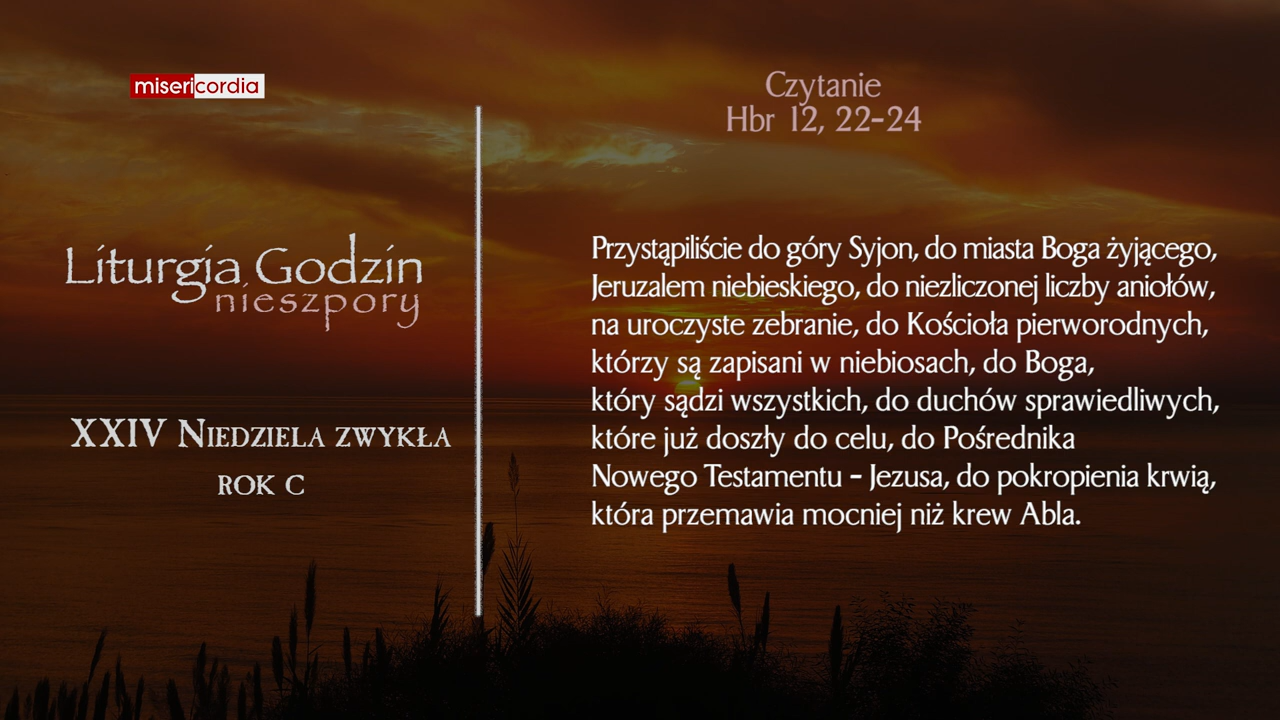 misericordia
Liturgia Godzin
nieszpory
XXIV Niedziela zwykła
rok C
Czytanie
Hbr 12, 22-24
Przystąpiliście do góry Syjon, do miasta Boga żyjącego,
Jeruzalem niebieskiego, do niezliczonej liczby aniołów,
na uroczyste zebranie, do Kościoła pierworodnych,
którzy są zapisani w niebiosach, do Boga,
który sądzi wszystkich, do duchów sprawiedliwych,
które już doszły do celu, do Pośrednika
Nowego Testamentu - Jezusa, do pokropienia krwią,
która przemawia mocniej niż krew Abla.